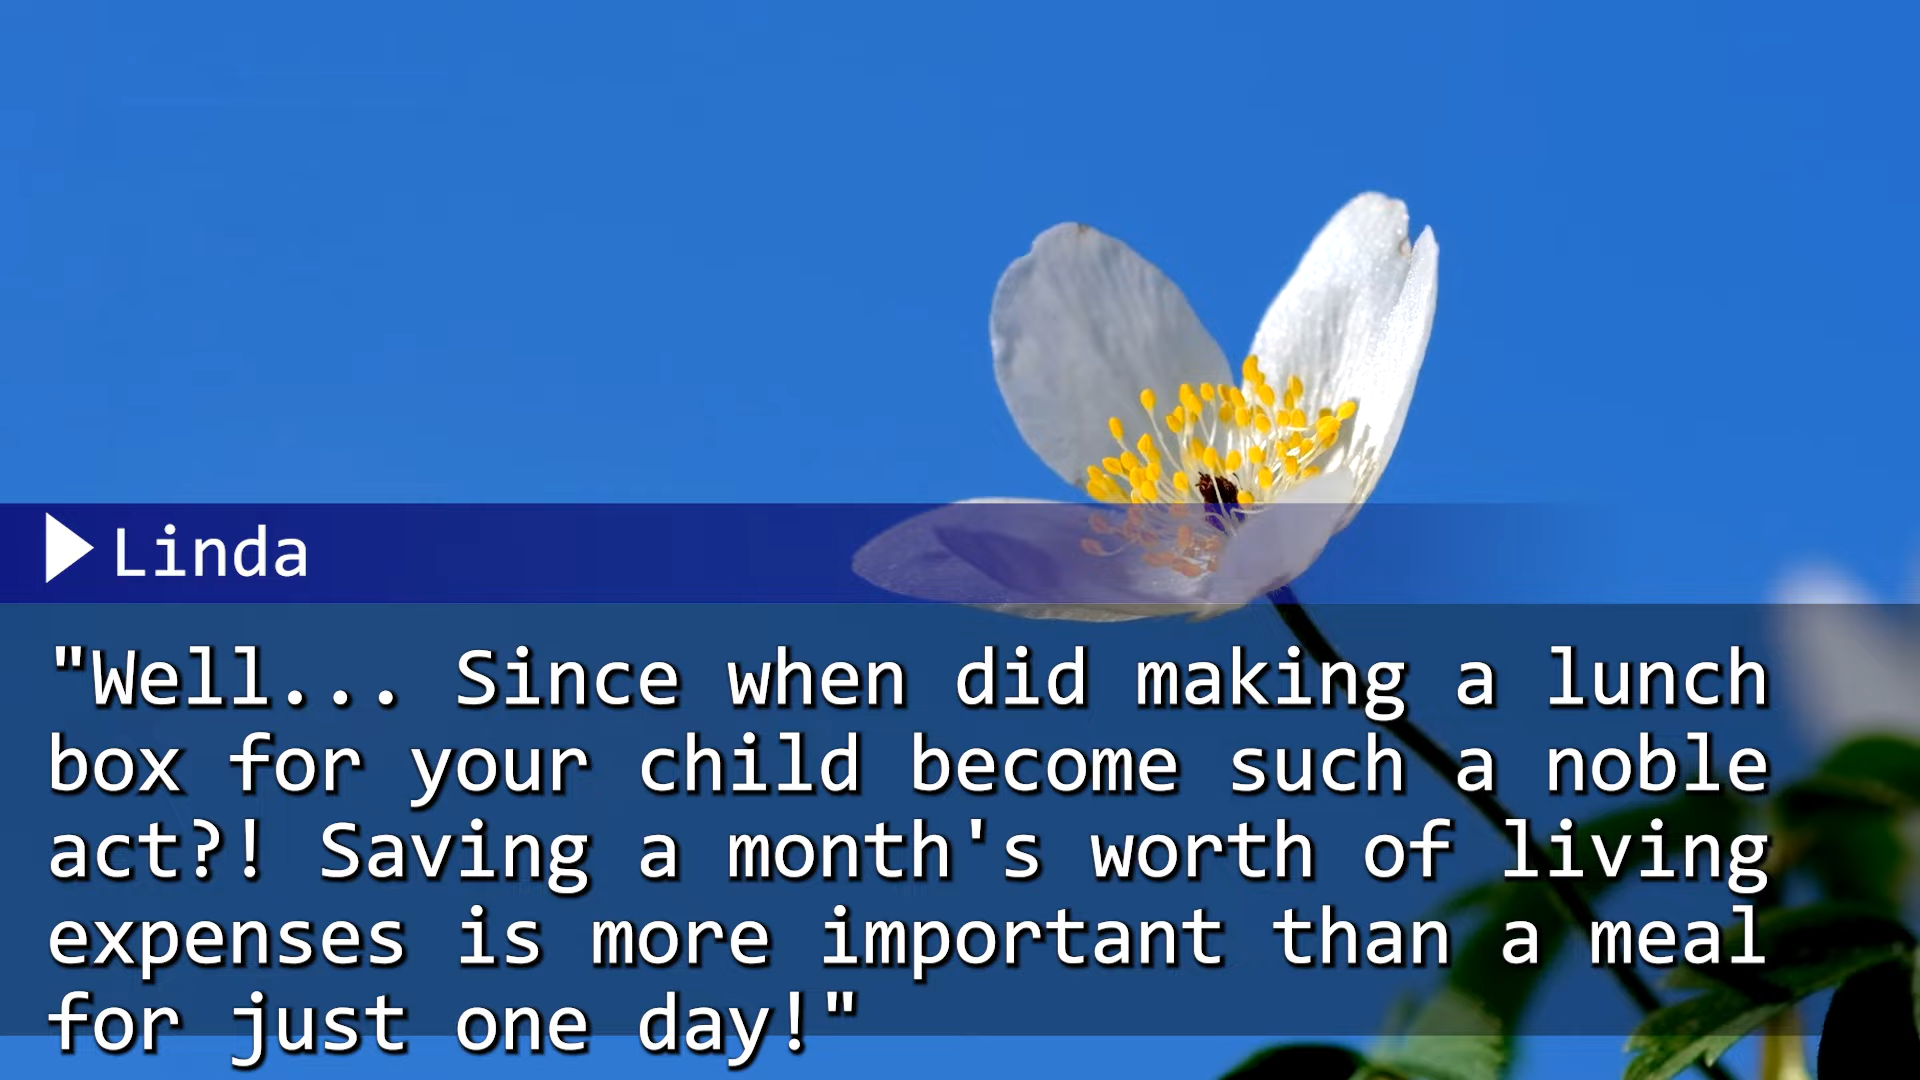 Linda
"Well... Since when did making a lunch
box for your child become such a noble
act?! Saving a month's worth of living
expenses is more important than a meal
for just one day!"